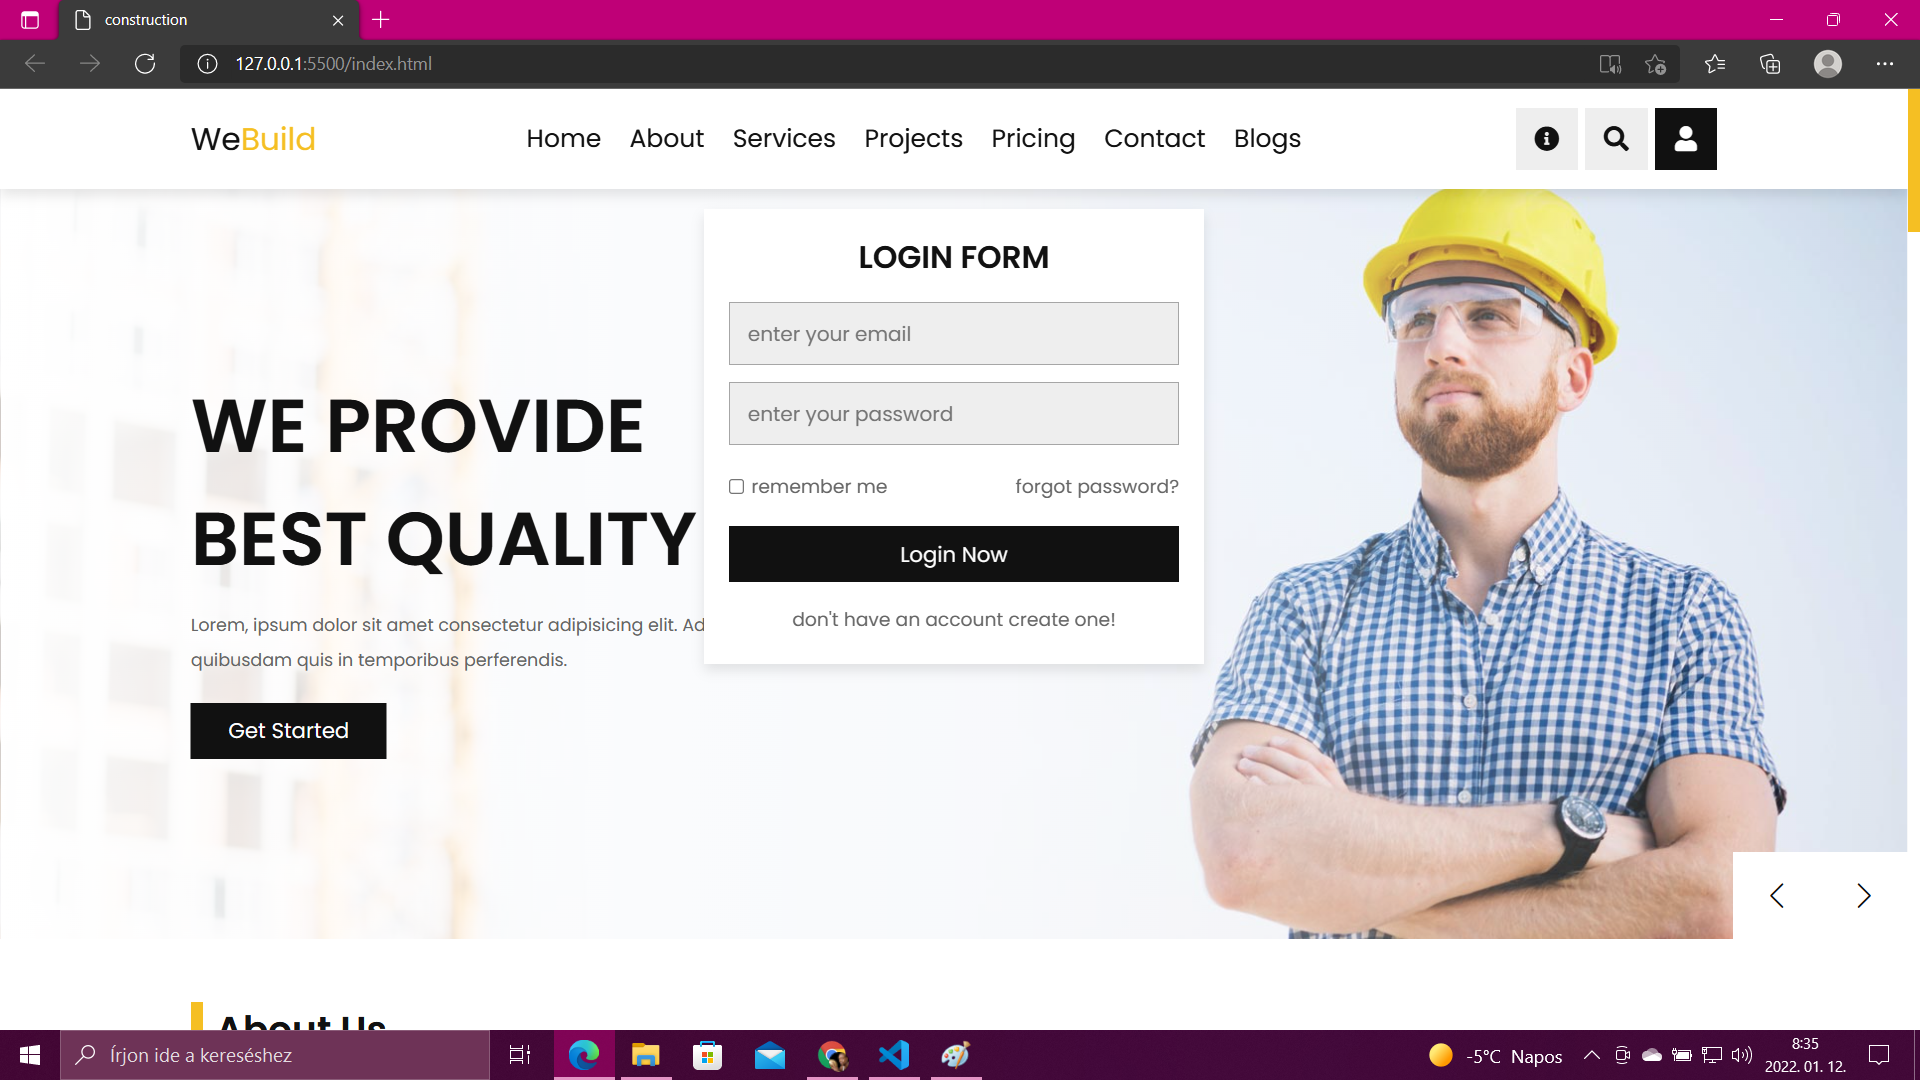 construction
127.0.0.1:5500/index.html
WeBuild
Home About Services Projects Pricing Contact Blogs
LOGIN FORM
enter your email
enter your password
remember me forgot password?
Login Now
don't have an account create one!
WE PROVIDE
BEST QUALITY
Lorem, ipsum dolor sit amet consectetur adipisicing elit. Ad
quibusdam quis in temporibus perferendis.
Get Started
About Us
Írjon ide a kereséshez
-5°C Napos
8:35
2022. 01. 12.